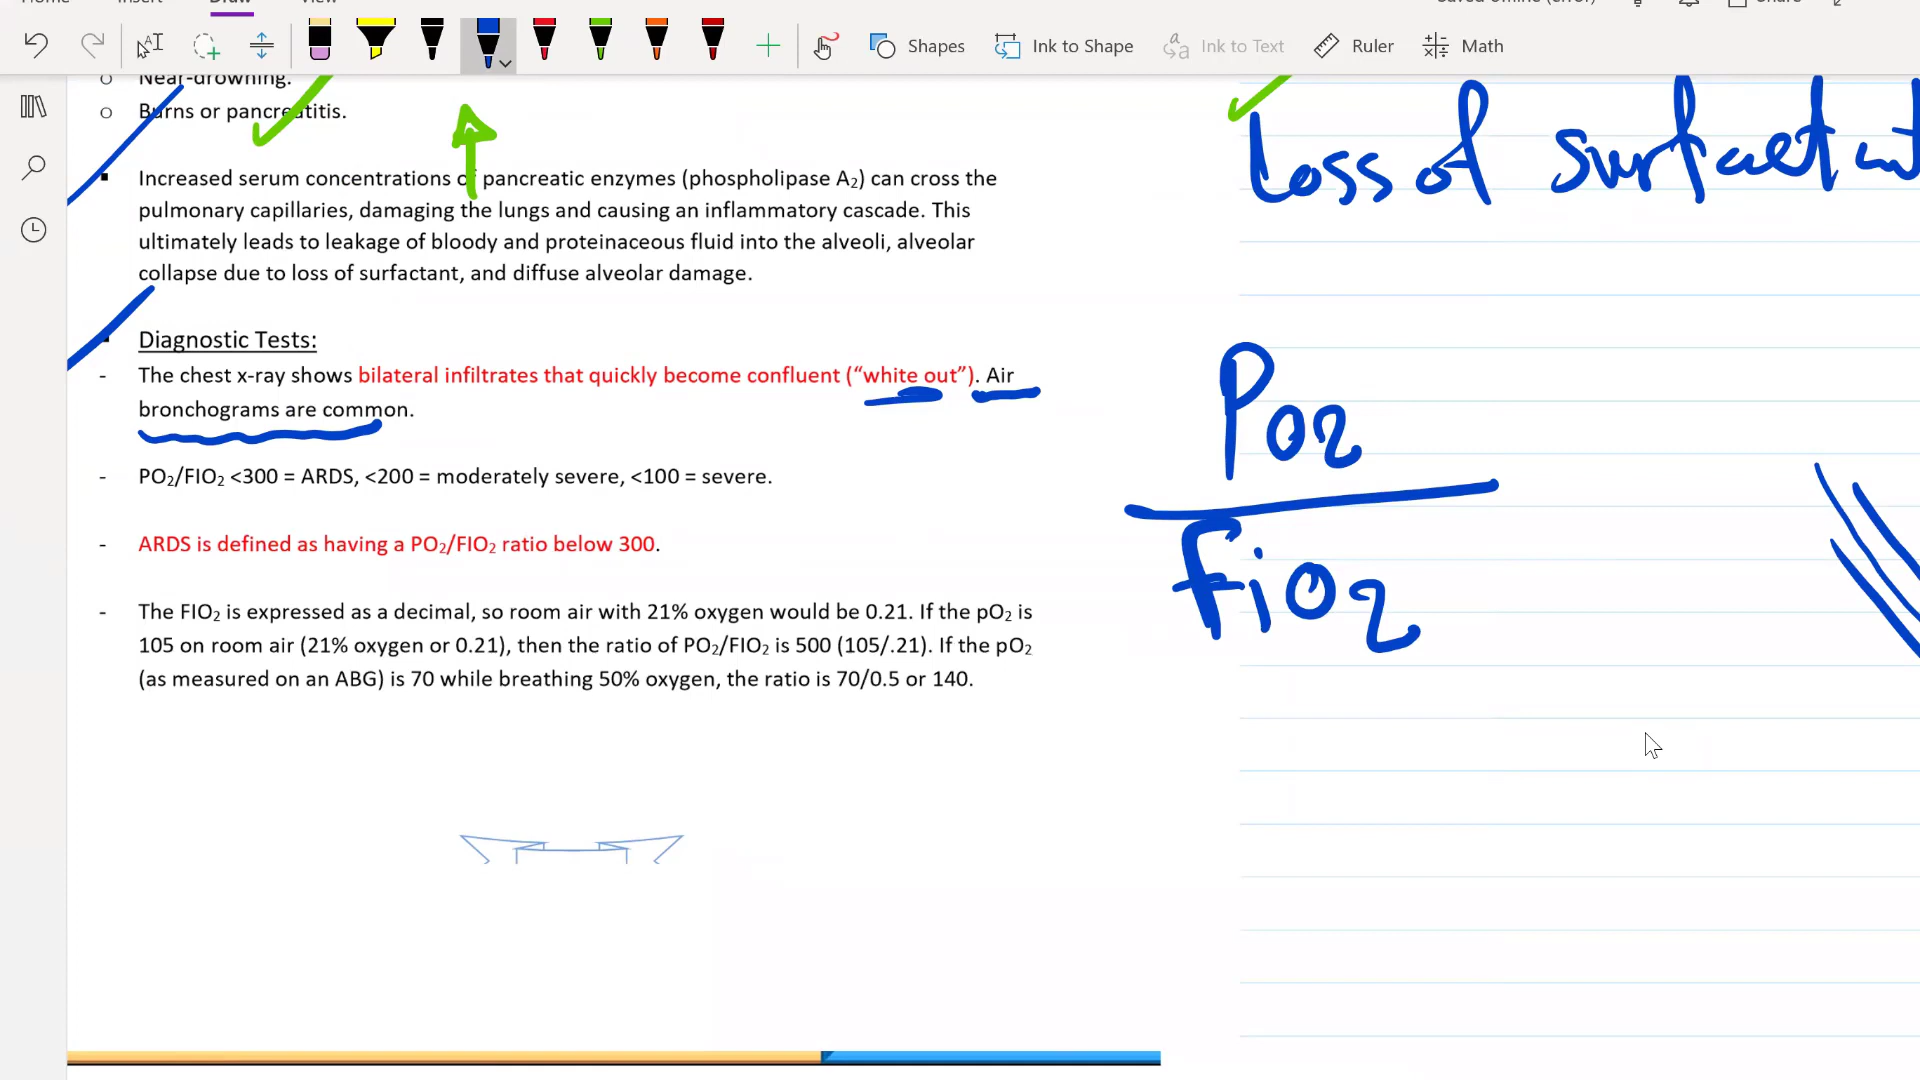 Home Insert Draw View Saved online (error) Share
Shapes Ink to Shape Ink to Text Ruler Math
o Near-drowning.
o Burns or pancreatitis.
▪ Increased serum concentrations of pancreatic enzymes (phospholipase A₂) can cross the
pulmonary capillaries, damaging the lungs and causing an inflammatory cascade. This
ultimately leads to leakage of bloody and proteinaceous fluid into the alveoli, alveolar
collapse due to loss of surfactant, and diffuse alveolar damage.
▪ Diagnostic Tests:
- The chest x-ray shows bilateral infiltrates that quickly become confluent (“white out”). Air
bronchograms are common.
- PO₂/FIO₂ <300 = ARDS, <200 = moderately severe, <100 = severe.
- ARDS is defined as having a PO₂/FIO₂ ratio below 300.
- The FIO₂ is expressed as a decimal, so room air with 21% oxygen would be 0.21. If the pO₂ is
105 on room air (21% oxygen or 0.21), then the ratio of PO₂/FIO₂ is 500 (105/.21). If the pO₂
(as measured on an ABG) is 70 while breathing 50% oxygen, the ratio is 70/0.5 or 140.
Loss of surfactant
PO2
FiO2